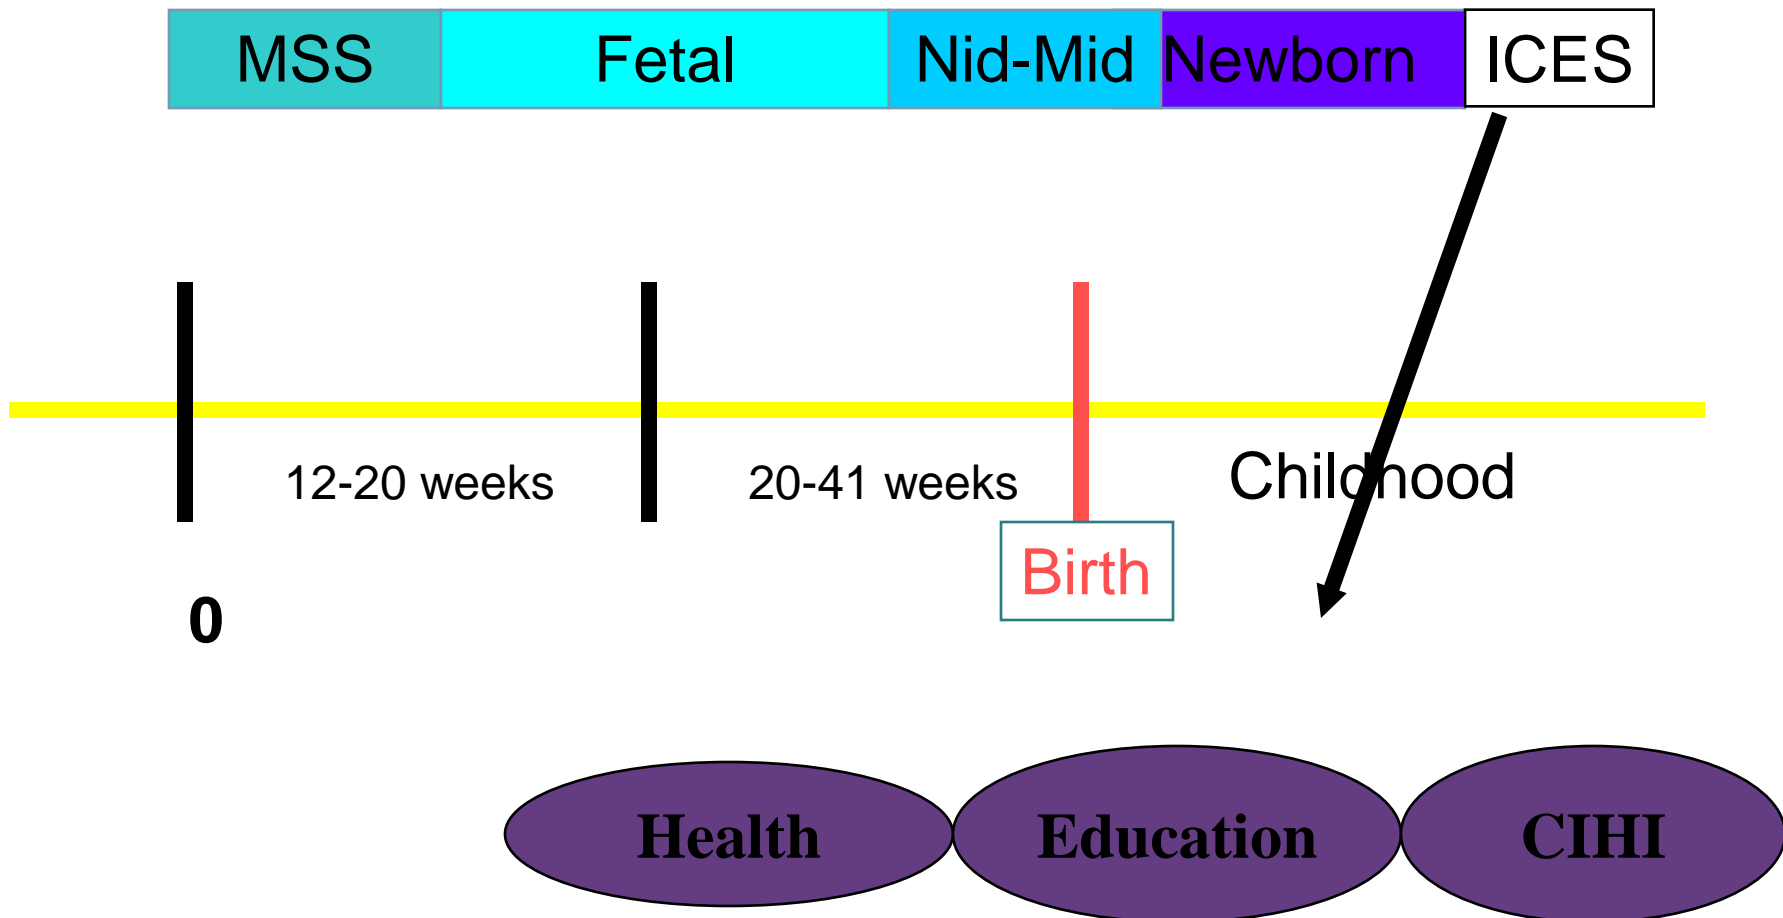 MSS Fetal Nid-Mid Newborn ICES
12-20 weeks 20-41 weeks Childhood
Birth
0
Health Education CIHI